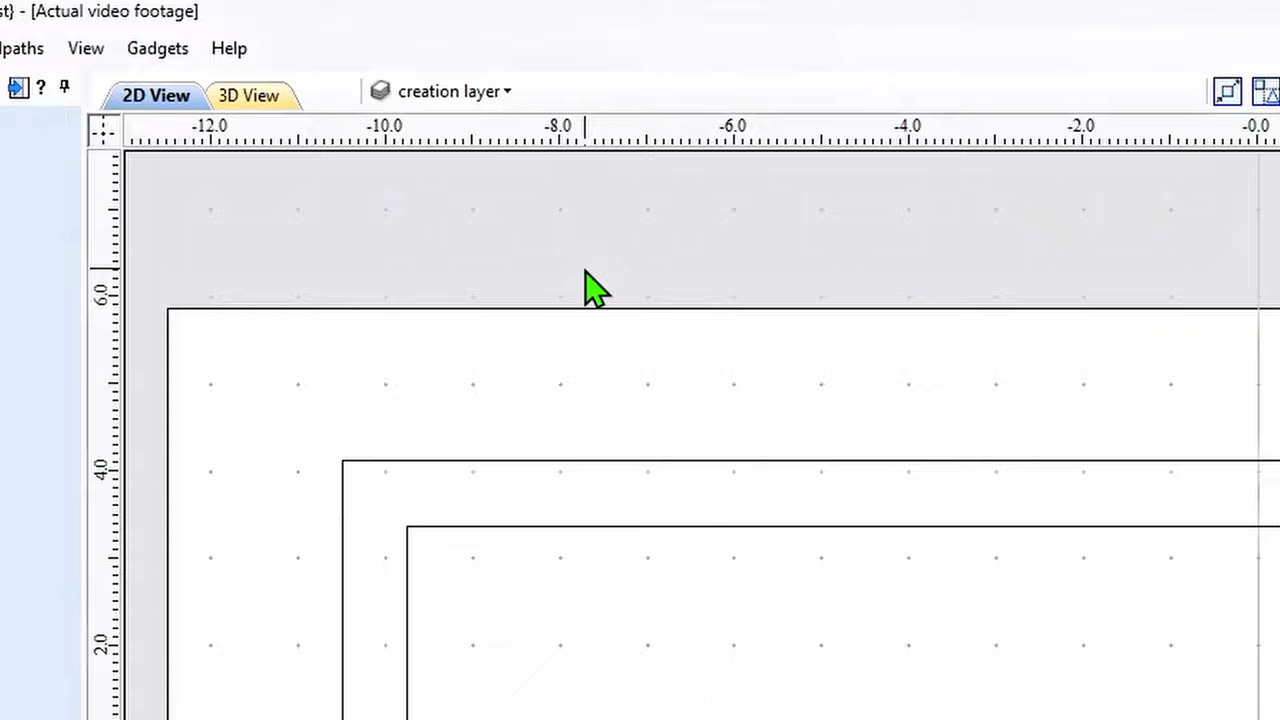 st} - [Actual video footage]
lpaths View Gadgets Help
? 2D View 3D View creation layer
-12.0 -10.0 -8.0 -6.0 -4.0 -2.0 -0.0
6.0
4.0
2.0